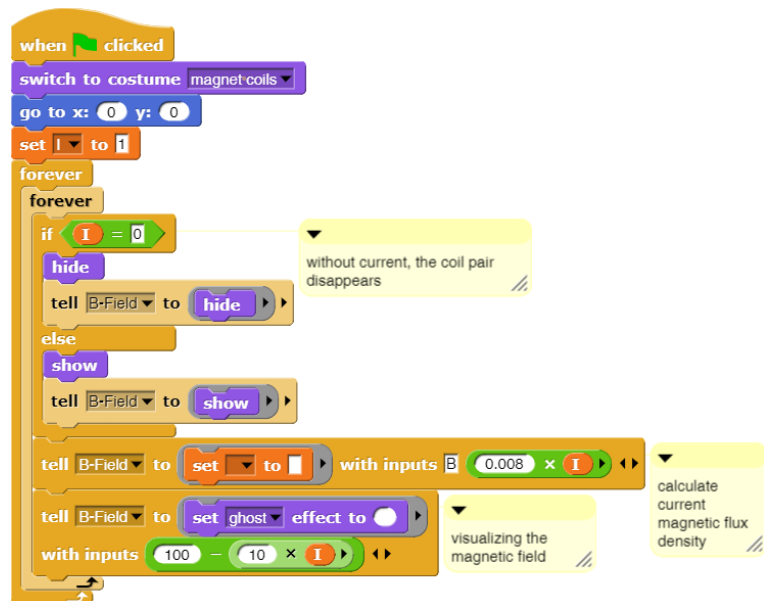 when clicked
switch to costume magnet-coils
go to x: 0 y: 0
set I to 1
forever
forever
if I = 0
without current, the coil pair
disappears
hide
tell B-Field to hide
else
show
tell B-Field to show
tell B-Field to set to with inputs B 0.008 × I
calculate
current
magnetic flux
density
tell B-Field to set ghost effect to
with inputs 100 − 10 × I
visualizing the
magnetic field